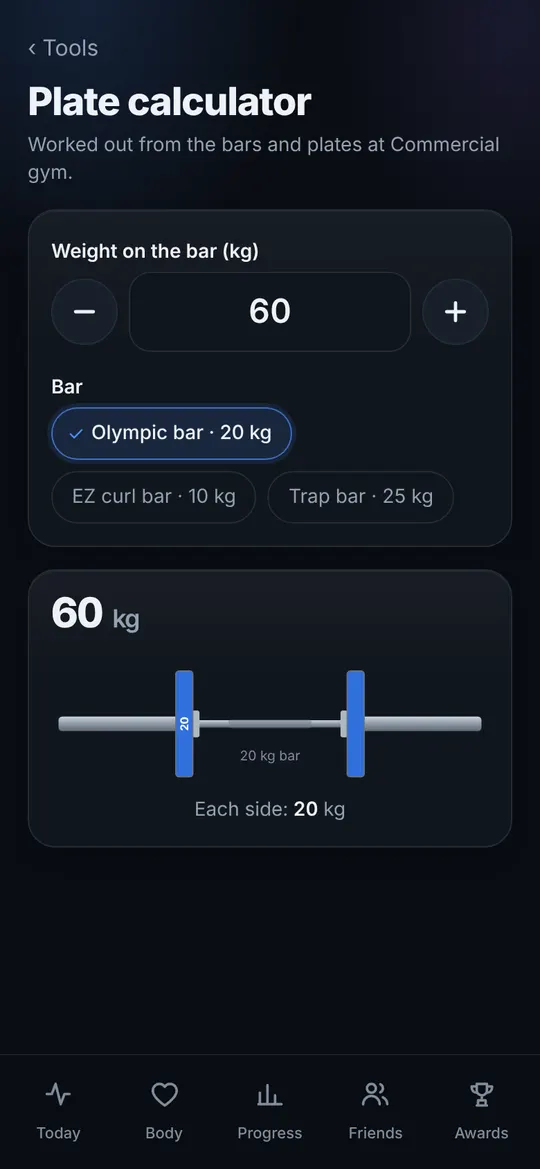 ‹ Tools
Plate calculator
Worked out from the bars and plates at Commercial
gym.
Weight on the bar (kg)
− 60 +
Bar
✓ Olympic bar · 20 kg
EZ curl bar · 10 kg Trap bar · 25 kg
60 kg
20
20 kg bar
Each side: 20 kg
Today Body Progress Friends Awards